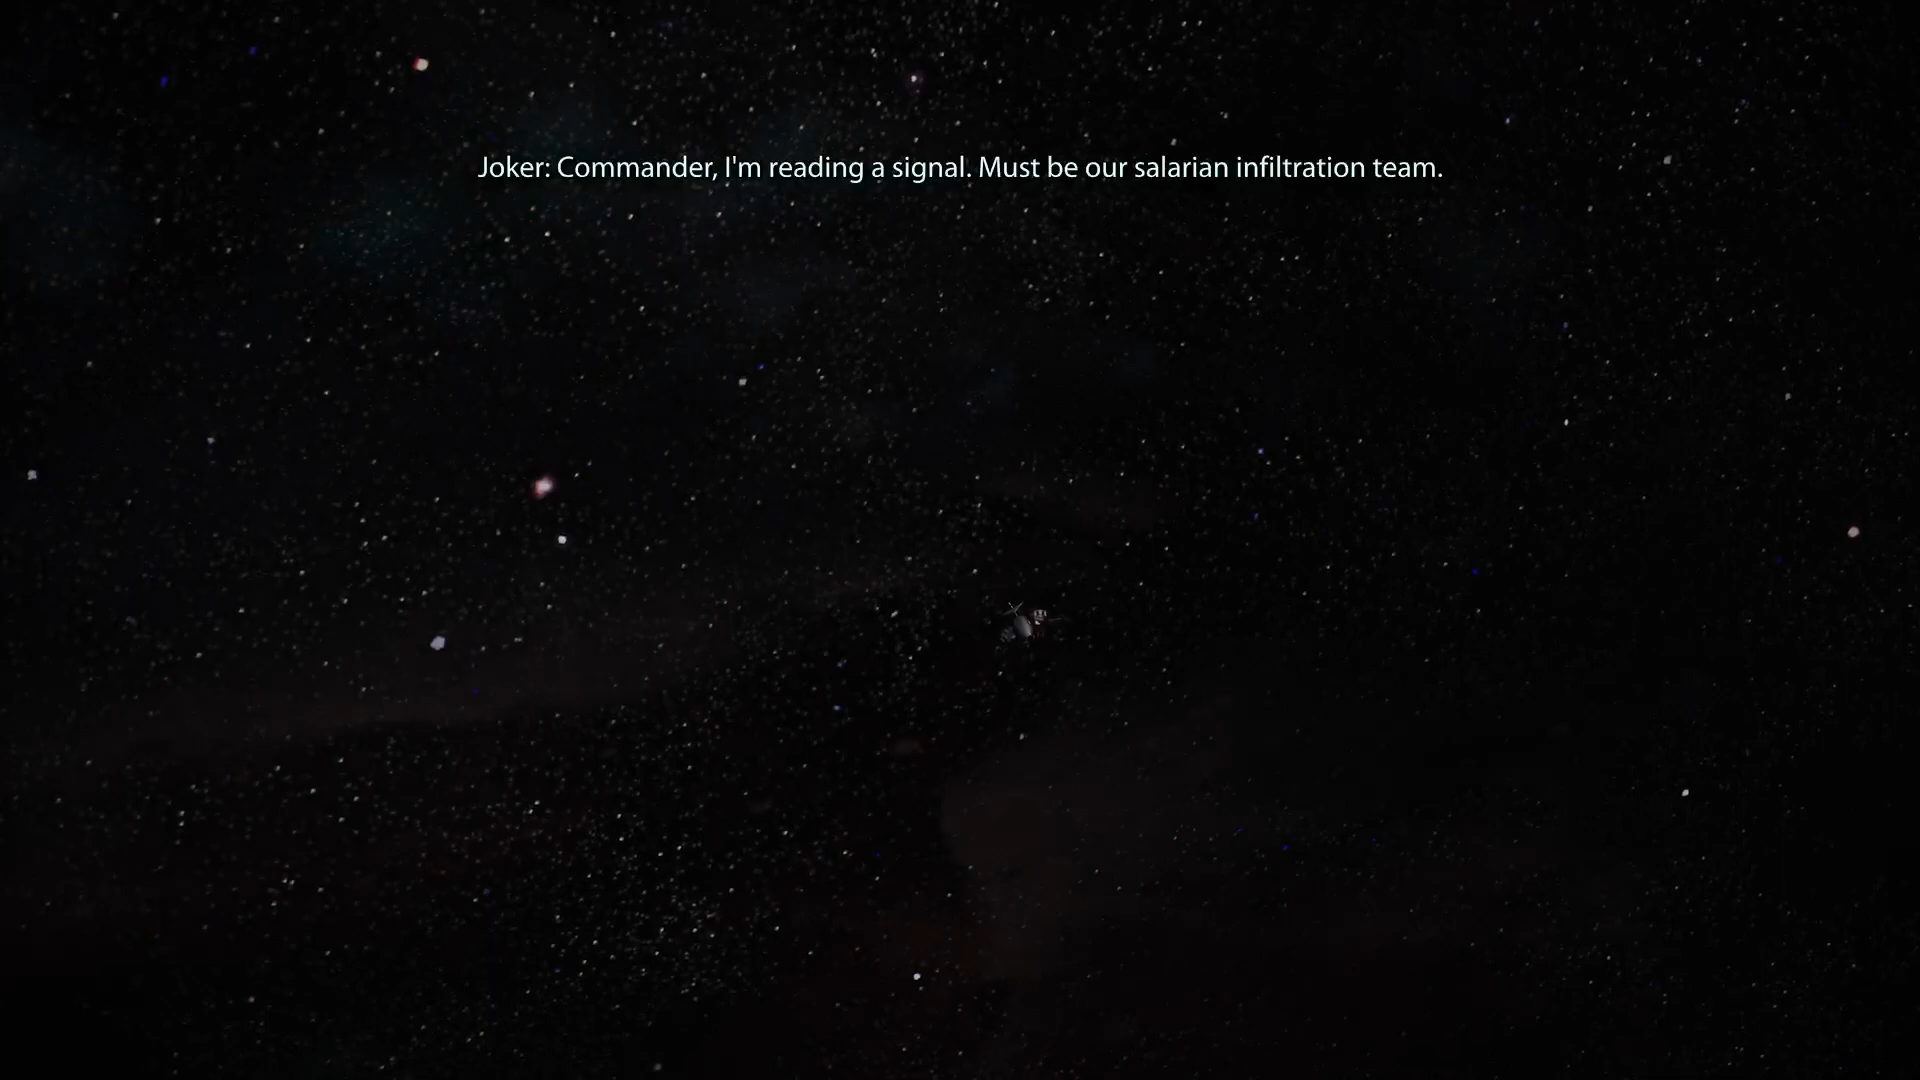 Joker: Commander, I'm reading a signal. Must be our salarian infiltration team.